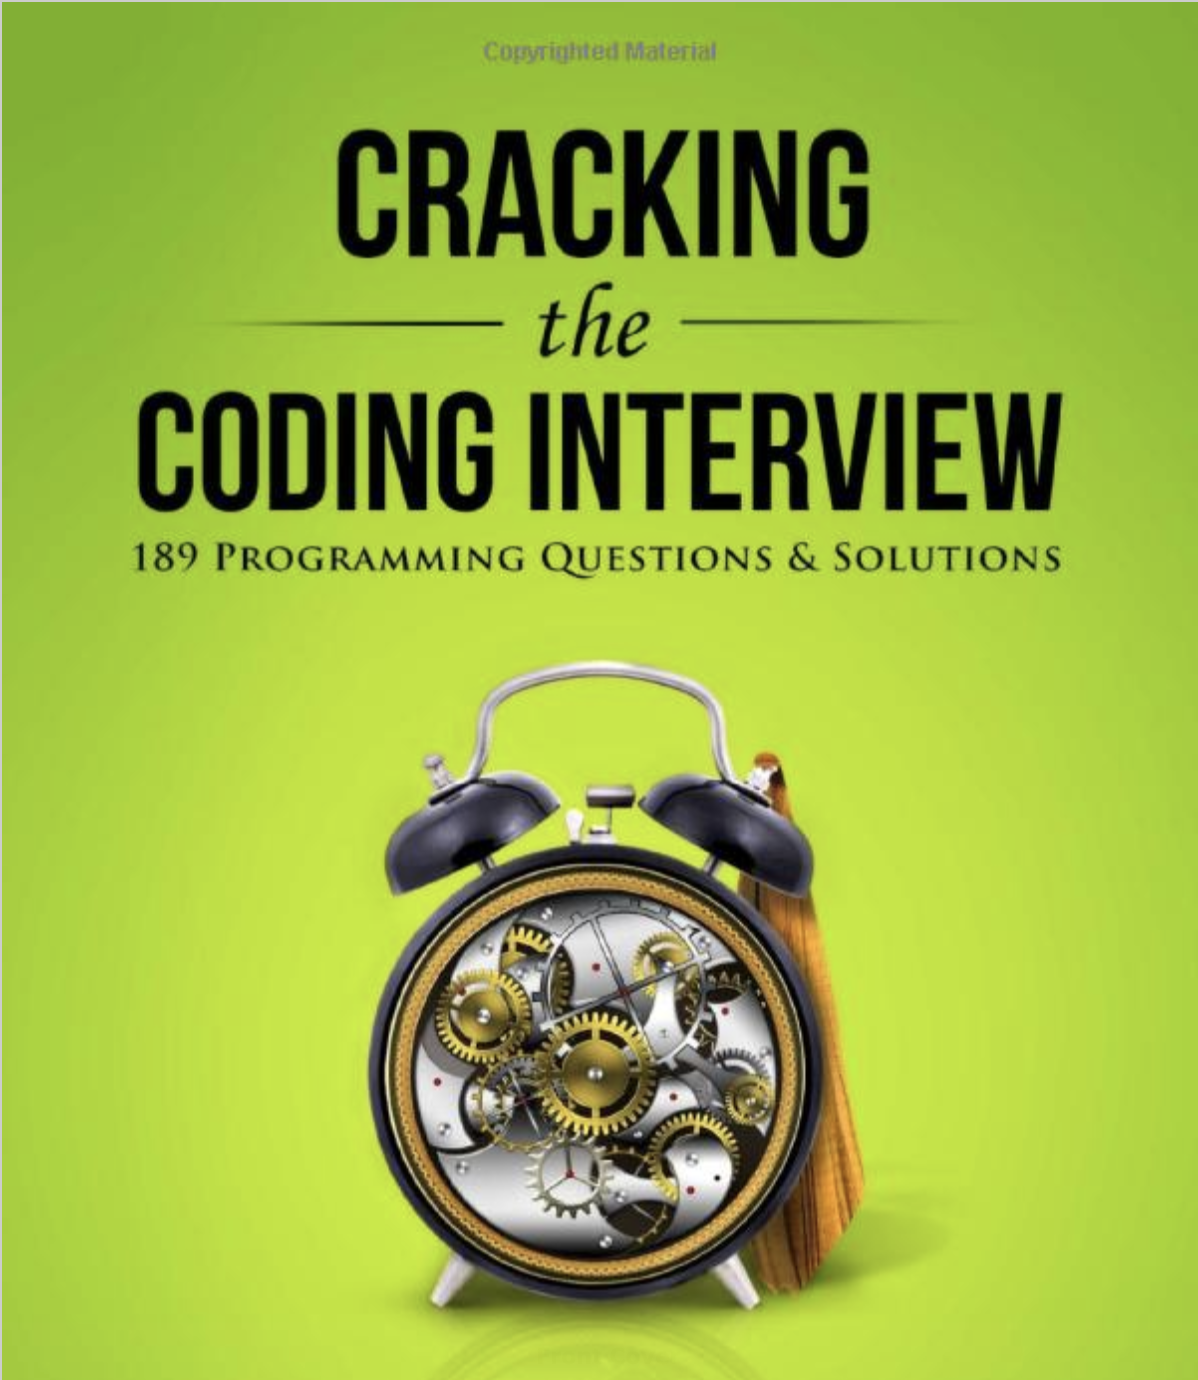 Copyrighted Material
CRACKING
the
CODING INTERVIEW
189 PROGRAMMING QUESTIONS & SOLUTIONS